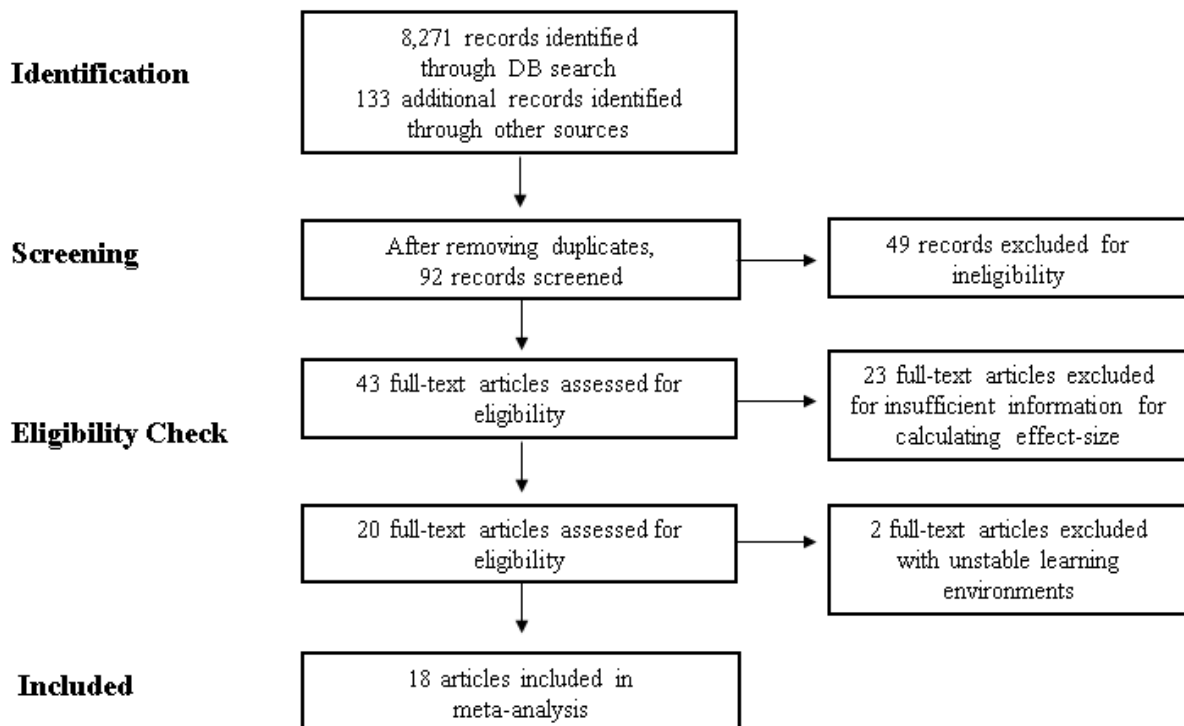 Identification
8,271 records identified
through DB search
133 additional records identified
through other sources
Screening
After removing duplicates,
92 records screened
49 records excluded for
ineligibility
Eligibility Check
43 full-text articles assessed for
eligibility
23 full-text articles excluded
for insufficient information for
calculating effect-size
20 full-text articles assessed for
eligibility
2 full-text articles excluded
with unstable learning
environments
Included
18 articles included in
meta-analysis